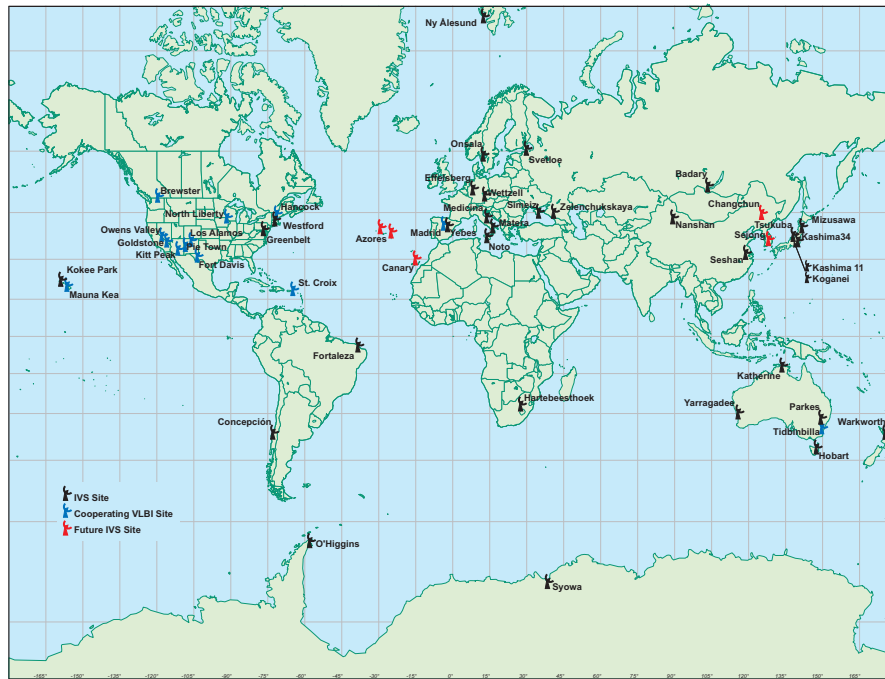 Ny Ålesund
Onsala
Svetloe
Effelsberg
Badary
Wettzell
Brewster
Medicina
Simeiz
Zelenchukskaya
Changchun
Hancock
North Liberty
Westford
Matera
Nanshan
Tsukuba
Mizusawa
Owens Valley
Los Alamos
Greenbelt
Azores
Madrid
Yebes
Sejong
Kashima34
Goldstone
Pie Town
Noto
Kitt Peak
Fort Davis
Canary
Seshan
Kashima 11
Kokee Park
Koganei
Mauna Kea
St. Croix
Fortaleza
Katherine
Hartebeesthoek
Yarragadee
Parkes
Concepción
Warkworth
Tidbinbilla
Hobart
IVS Site
Cooperating VLBI Site
Future IVS Site
O'Higgins
Syowa
-165° -150° -135° -120° -105° -90° -75° -60° -45° -30° -15° 0° 15° 30° 45° 60° 75° 90° 105° 120° 135° 150° 165°